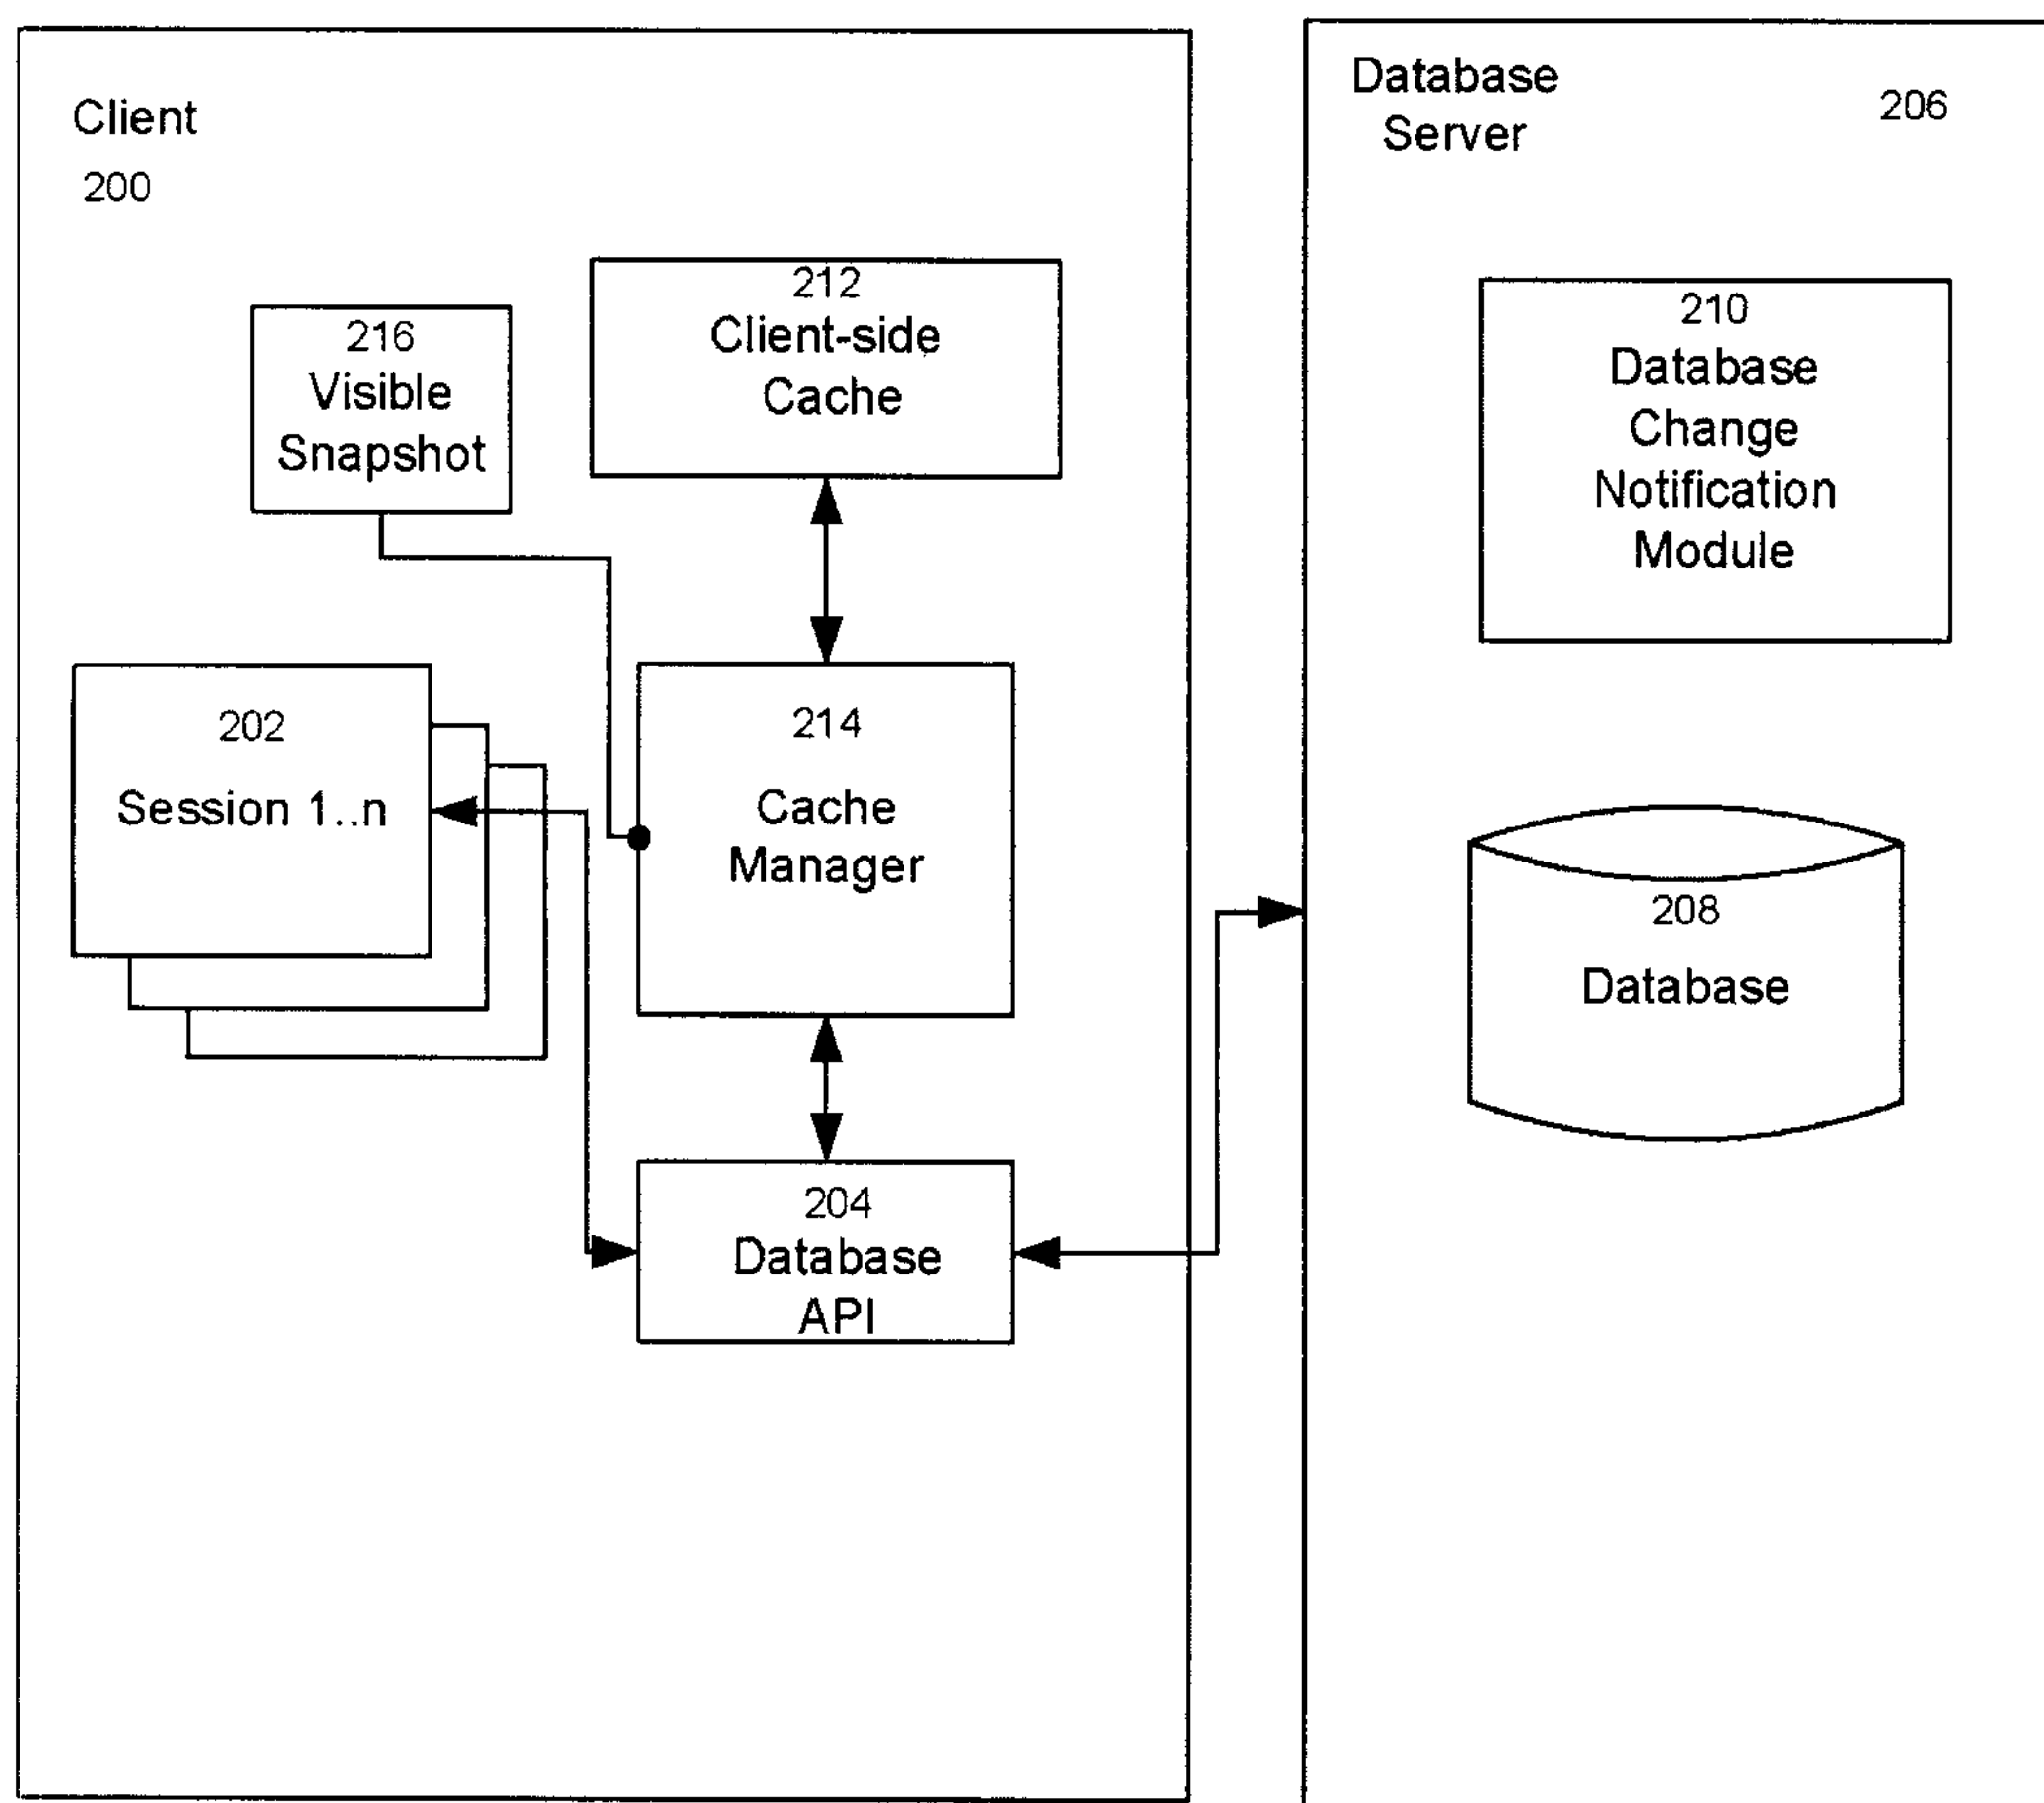 Client
200
216
Visible
Snapshot
212
Client-side
Cache
202
Session 1..n
214
Cache
Manager
204
Database
API
Database
Server
206
210
Database
Change
Notification
Module
208
Database